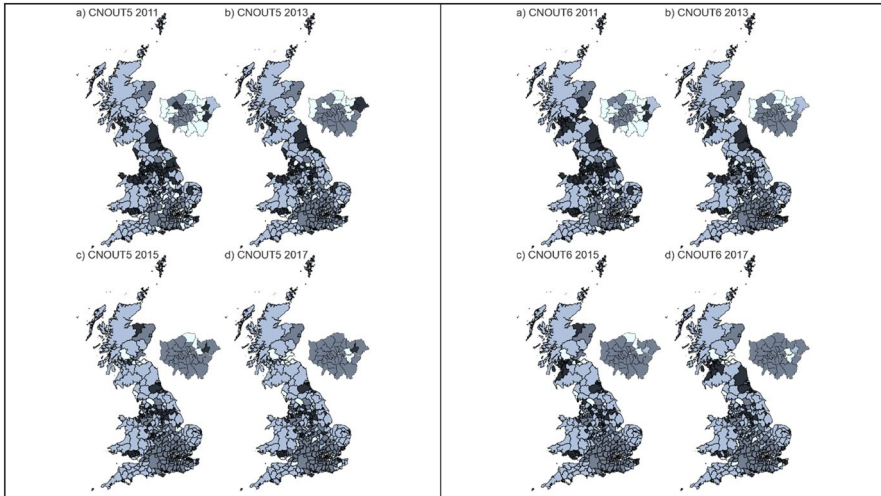 a) CNOUT5 2011
b) CNOUT5 2013
c) CNOUT5 2015
d) CNOUT5 2017
a) CNOUT6 2011
b) CNOUT6 2013
c) CNOUT6 2015
d) CNOUT6 2017